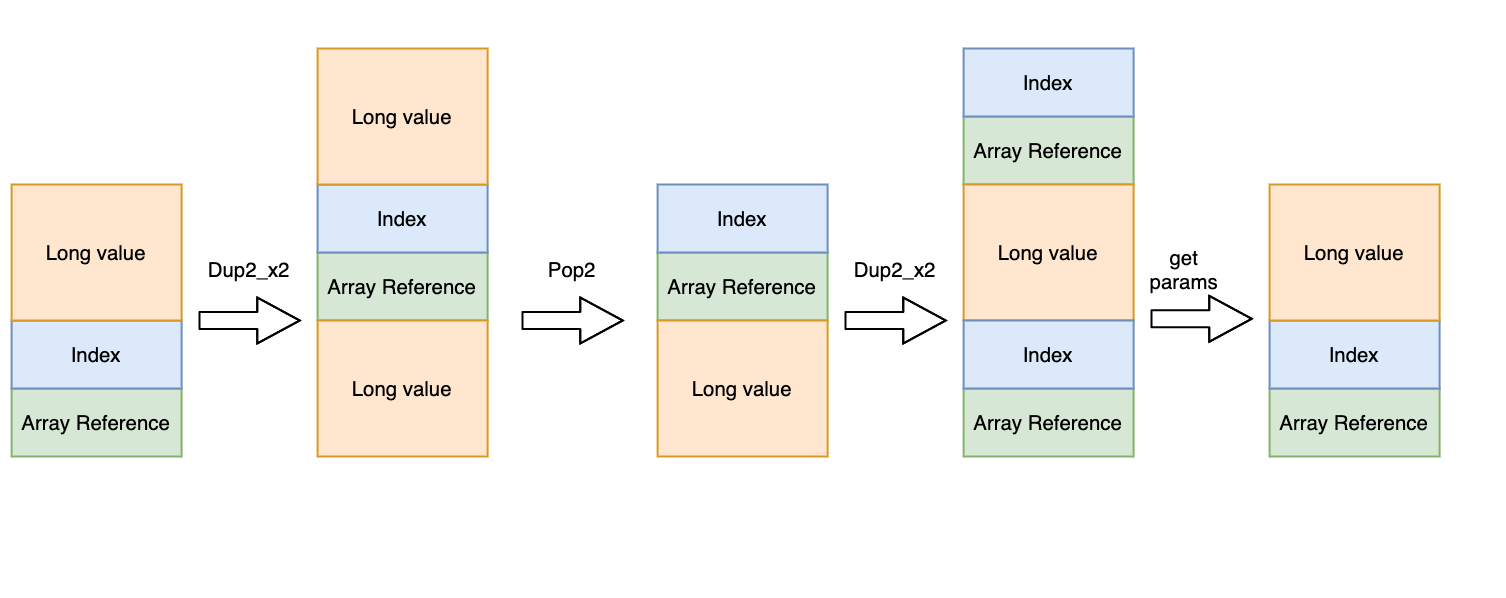 Long value
Index
Array Reference
Dup2_x2
Long value
Index
Array Reference
Long value
Pop2
Index
Array Reference
Long value
Dup2_x2
Index
Array Reference
Long value
Index
Array Reference
get
params
Long value
Index
Array Reference